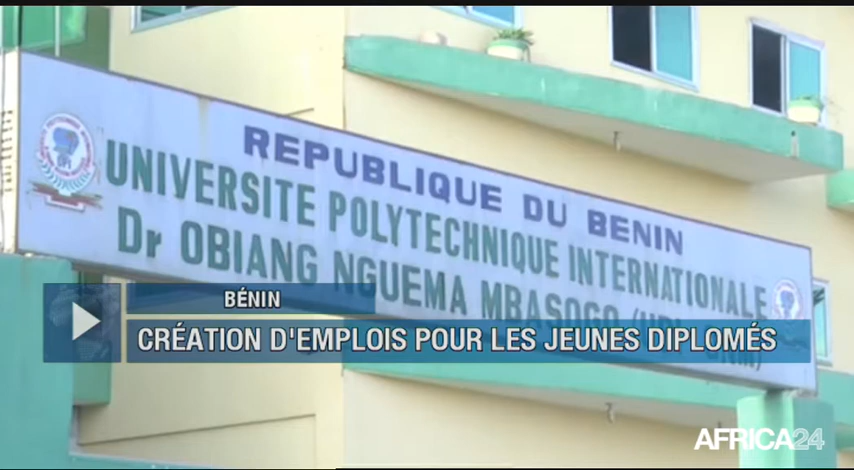 REPUBLIQUE DU BENIN
UNIVERSITE POLYTECHNIQUE INTERNATIONALE
Dr OBIANG NGUEMA MBASOGO
BÉNIN
CRÉATION D'EMPLOIS POUR LES JEUNES DIPLOMÉS
AFRICA24